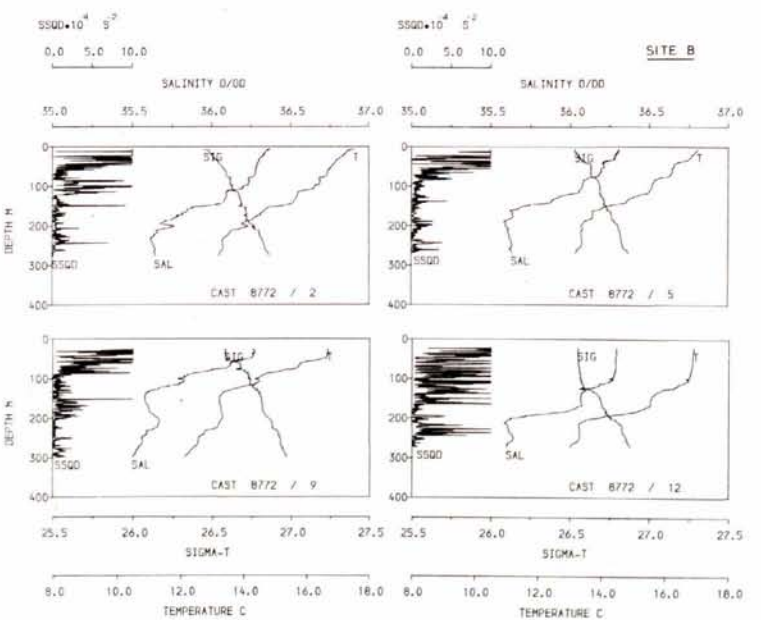 SSQD*10⁴ S⁻² SSQD*10⁴ S⁻²
0.0 5.0 10.0 0.0 5.0 10.0 SITE B
SALINITY 0/00 SALINITY 0/00
35.0 35.5 36.0 36.5 37.0 35.5 36.0 36.5 37.0
0 SIG T 0 SIG T
100 100
DEPTH M
200 200
300 SSQD SAL 300 SSQD SAL
CAST 8772 / 2 CAST 8772 / 5
400 400
0 SIG T 0 SIG T
100 100
DEPTH M
200 200
300 SSQD SAL 300 SSQD SAL
CAST 8772 / 9 CAST 8772 / 12
400 400
25.5 26.0 26.5 27.0 27.5 26.0 26.5 27.0 27.5
SIGMA-T SIGMA-T
8.0 10.0 12.0 14.0 16.0 18.0 10.0 12.0 14.0 16.0 18.0
TEMPERATURE C TEMPERATURE C